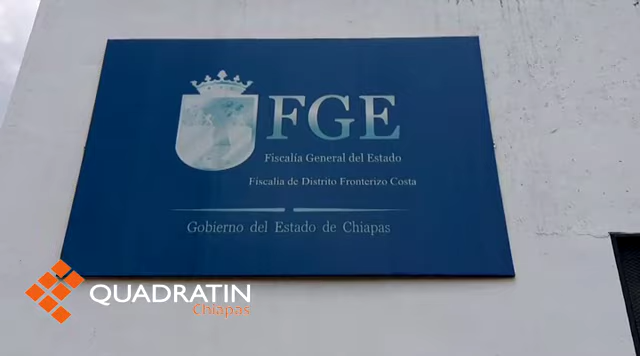 FGE
Fiscalía General del Estado
Fiscalía de Distrito Fronterizo Costa
Gobierno del Estado de Chiapas
QUADRATIN
Chiapas